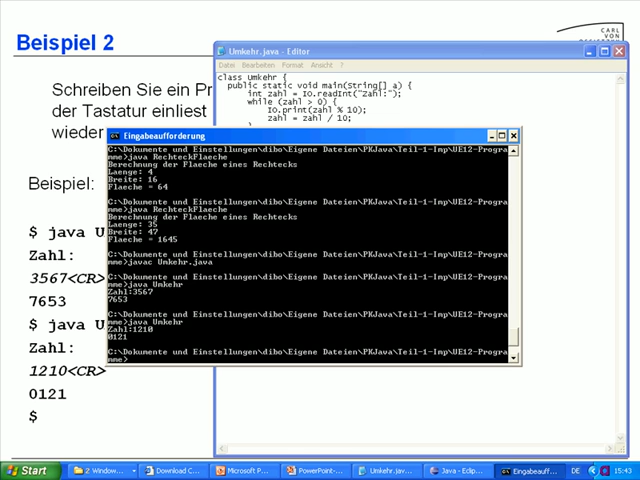 Beispiel 2
CARL
VON
Schreiben Sie ein Pr
der Tastatur einliest
wieder
Beispiel:
$ java U
Zahl:
3567<CR>
7653
$ java U
Zahl:
1210<CR>
0121
$
Umkehr.java - Editor
Datei Bearbeiten Format Ansicht ?
class Umkehr {
public static void main(String[] a) {
int zahl = IO.readInt("Zahl:");
while (zahl > 0) {
IO.print(zahl % 10);
zahl = zahl / 10;
Eingabeaufforderung
C:\Dokumente und Einstellungen\dibo\Eigene Dateien\PKJava\Teil-1-Imp\UE12-Progra
mme>java RechteckFlaeche
Berechnung der Flaeche eines Rechtecks
Laenge: 4
Breite: 16
Flaeche = 64
C:\Dokumente und Einstellungen\dibo\Eigene Dateien\PKJava\Teil-1-Imp\UE12-Progra
mme>java RechteckFlaeche
Berechnung der Flaeche eines Rechtecks
Laenge: 35
Breite: 47
Flaeche = 1645
C:\Dokumente und Einstellungen\dibo\Eigene Dateien\PKJava\Teil-1-Imp\UE12-Progra
mme>javac Umkehr.java
C:\Dokumente und Einstellungen\dibo\Eigene Dateien\PKJava\Teil-1-Imp\UE12-Progra
mme>java Umkehr
Zahl:3567
7653
C:\Dokumente und Einstellungen\dibo\Eigene Dateien\PKJava\Teil-1-Imp\UE12-Progra
mme>java Umkehr
Zahl:1210
0121
C:\Dokumente und Einstellungen\dibo\Eigene Dateien\PKJava\Teil-1-Imp\UE12-Progra
mme>
Start 2 Window... Download C... Microsoft P... PowerPoint-... Umkehr.jav... Java - Eclip... Eingabeauff... DE 15:43